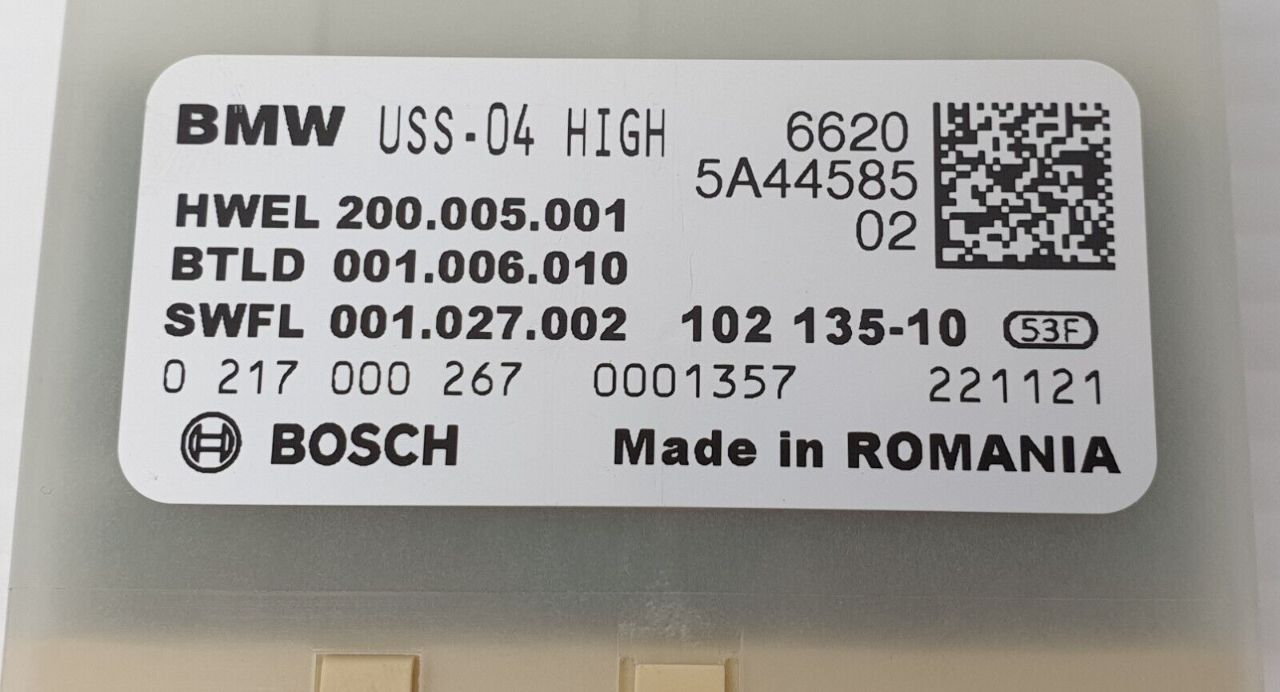 BMW USS-04 HIGH 6620
5A44585
HWEL 200.005.001 02
BTLD 001.006.010
SWFL 001.027.002 102 135-10 53F
0 217 000 267 0001357 221121
BOSCH Made in ROMANIA